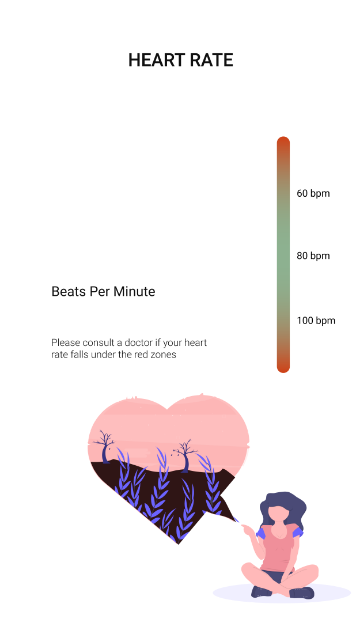 HEART RATE
60 bpm
80 bpm
Beats Per Minute
100 bpm
Please consult a doctor if your heart
rate falls under the red zones